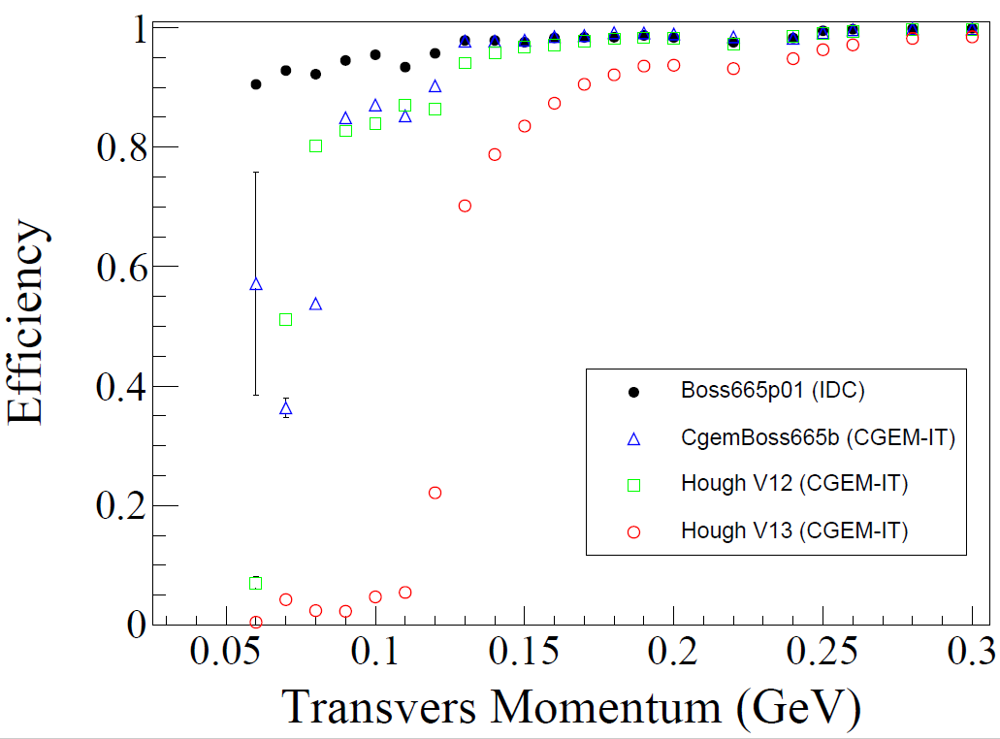 1
0.8
0.6
0.4
0.2
0
Efficiency
Boss665p01 (IDC)
CgemBoss665b (CGEM-IT)
Hough V12 (CGEM-IT)
Hough V13 (CGEM-IT)
0.05 0.1 0.15 0.2 0.25 0.3
Transvers Momentum (GeV)